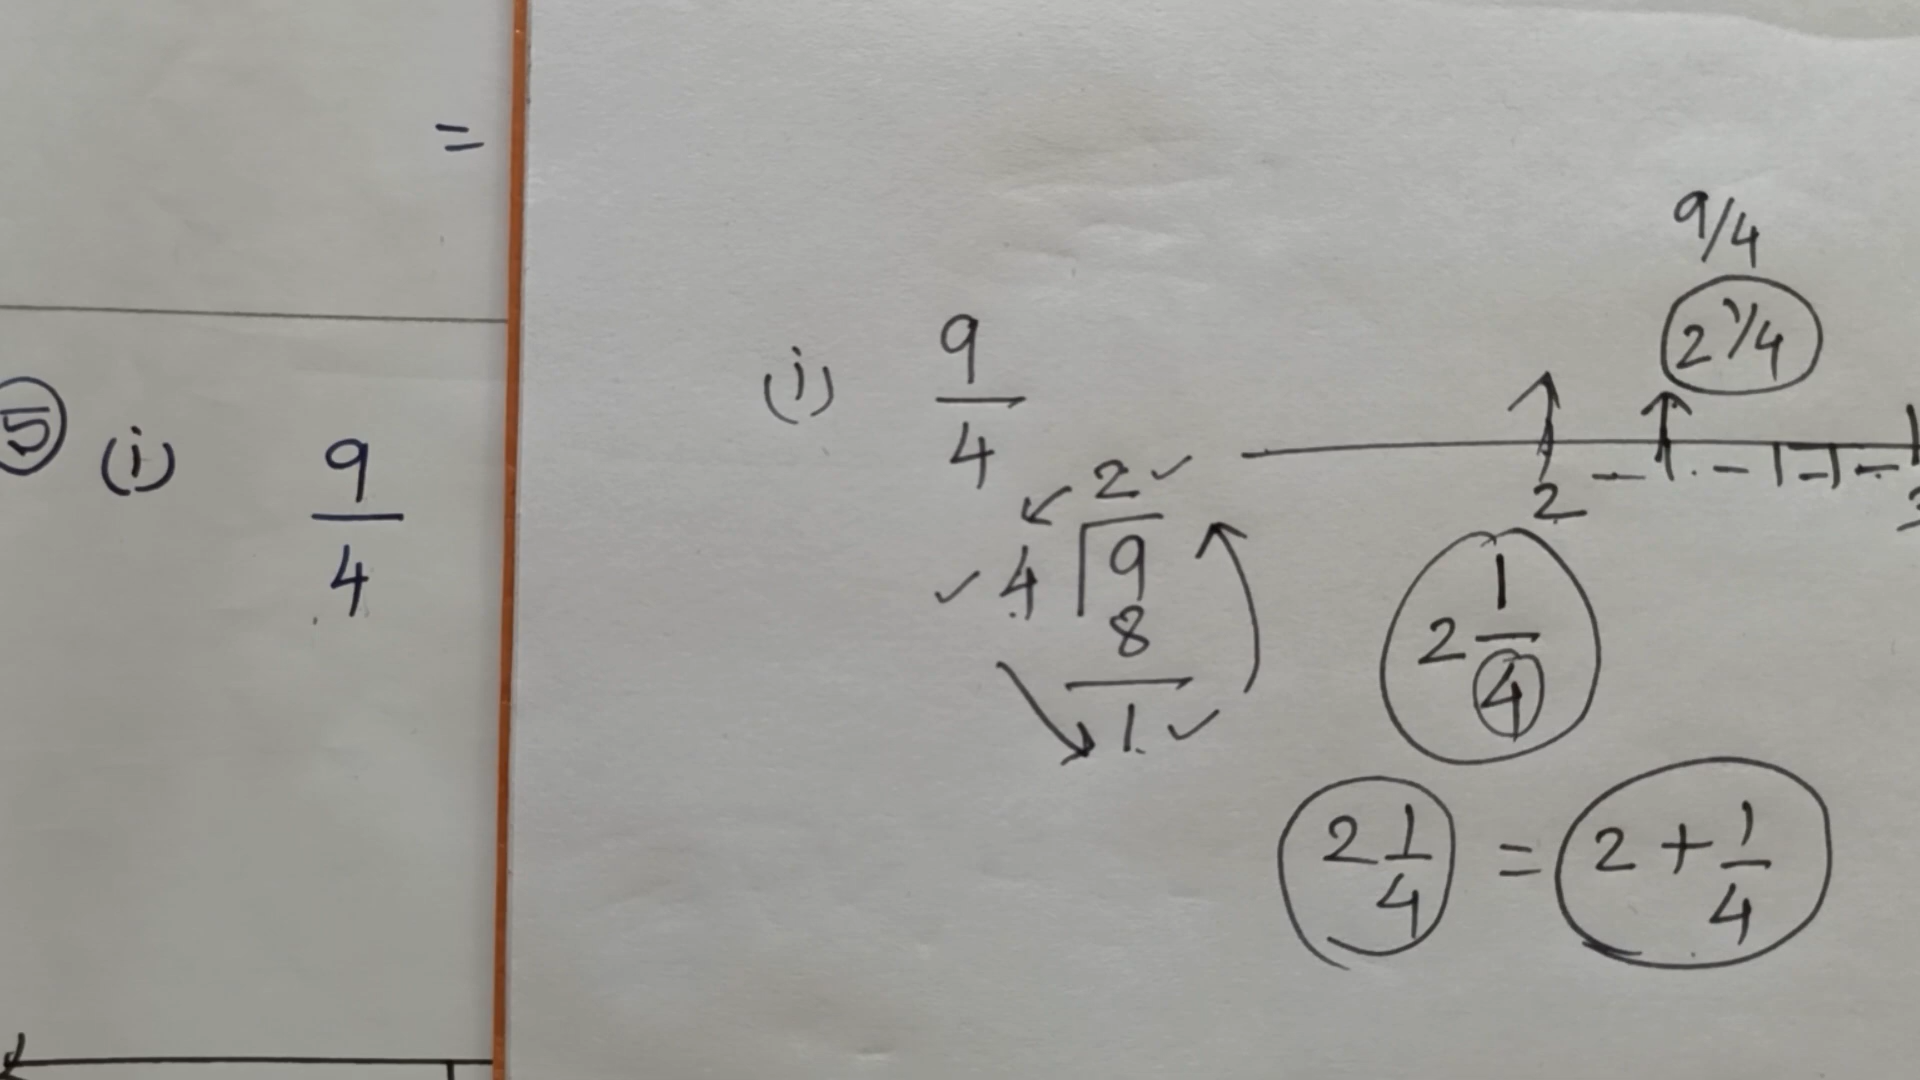 =
⑤ (i) 9/4
(i) 9/4
9/4
2 1/4
2 3
2 ✓
✓ 4 9
8
1 ✓
2 1/4
2 1/4 = 2 + 1/4